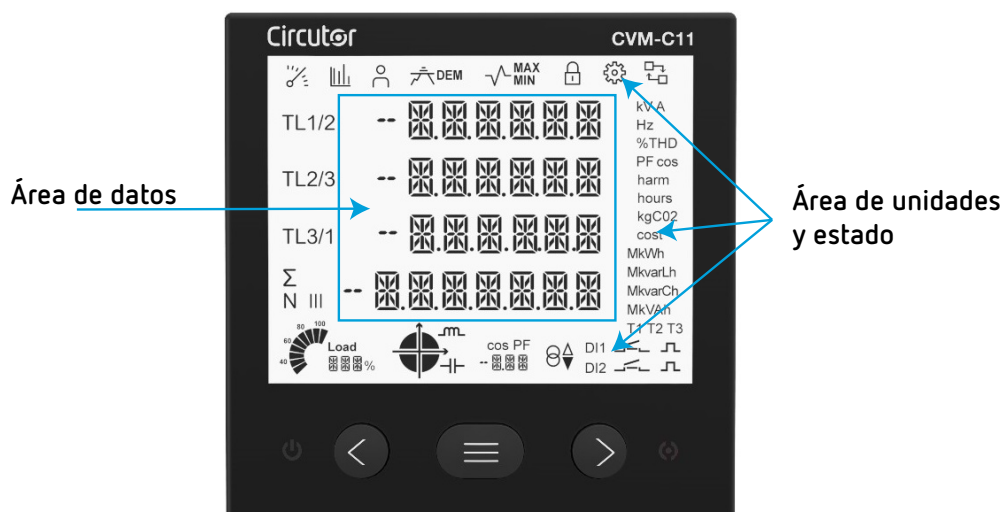 Circutor
CVM-C11
DEM
MAX
MIN
TL1/2
TL2/3
TL3/1
Σ
N III
kV A
Hz
%THD
PF cos
harm
hours
kgC02
cost
MkWh
MkvarLh
MkvarCh
MkVAh
T1 T2 T3
40
60
80
100
Load
%
cos PF
DI1
DI2
Área de datos
Área de unidades
y estado